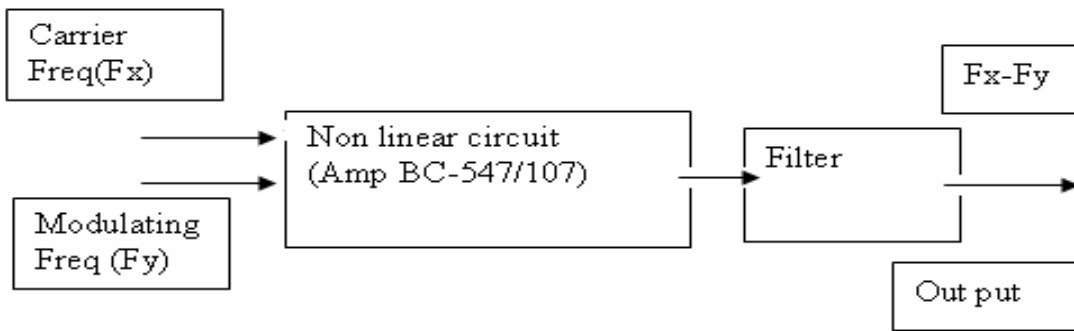 Carrier
Freq(Fx)
Fx-Fy
Non linear circuit
(Amp BC-547/107)
Filter
Modulating
Freq (Fy)
Out put